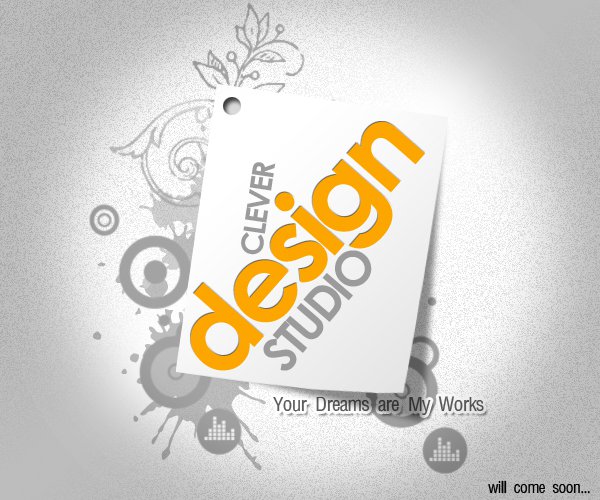 CLEVER
design
STUDIO
Your Dreams are My Works
will come soon...